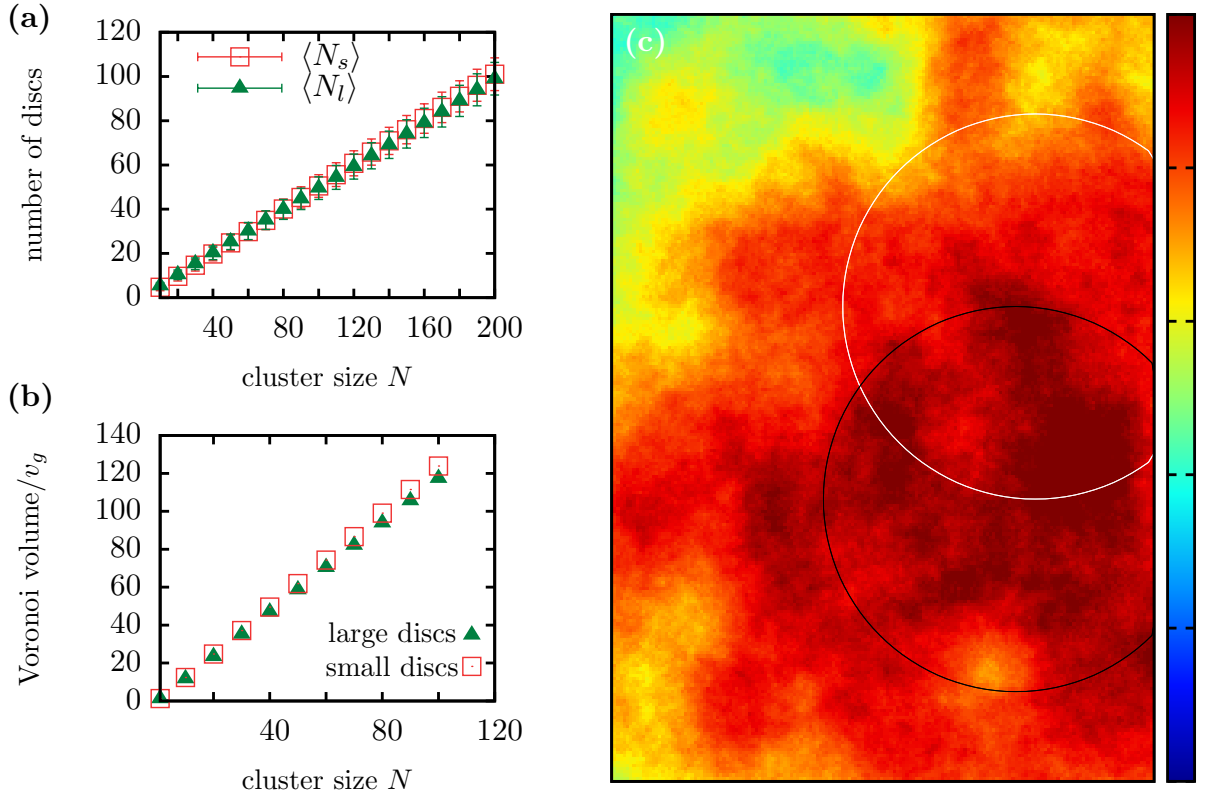 (a)
120
100
80
60
40
20
0
number of discs
⟨N_s⟩
⟨N_l⟩
40 80 120 160 200
cluster size N
(b)
140
120
100
80
60
40
20
0
Voronoi volume/v_g
large discs
small discs
40 80 120
cluster size N
(c)